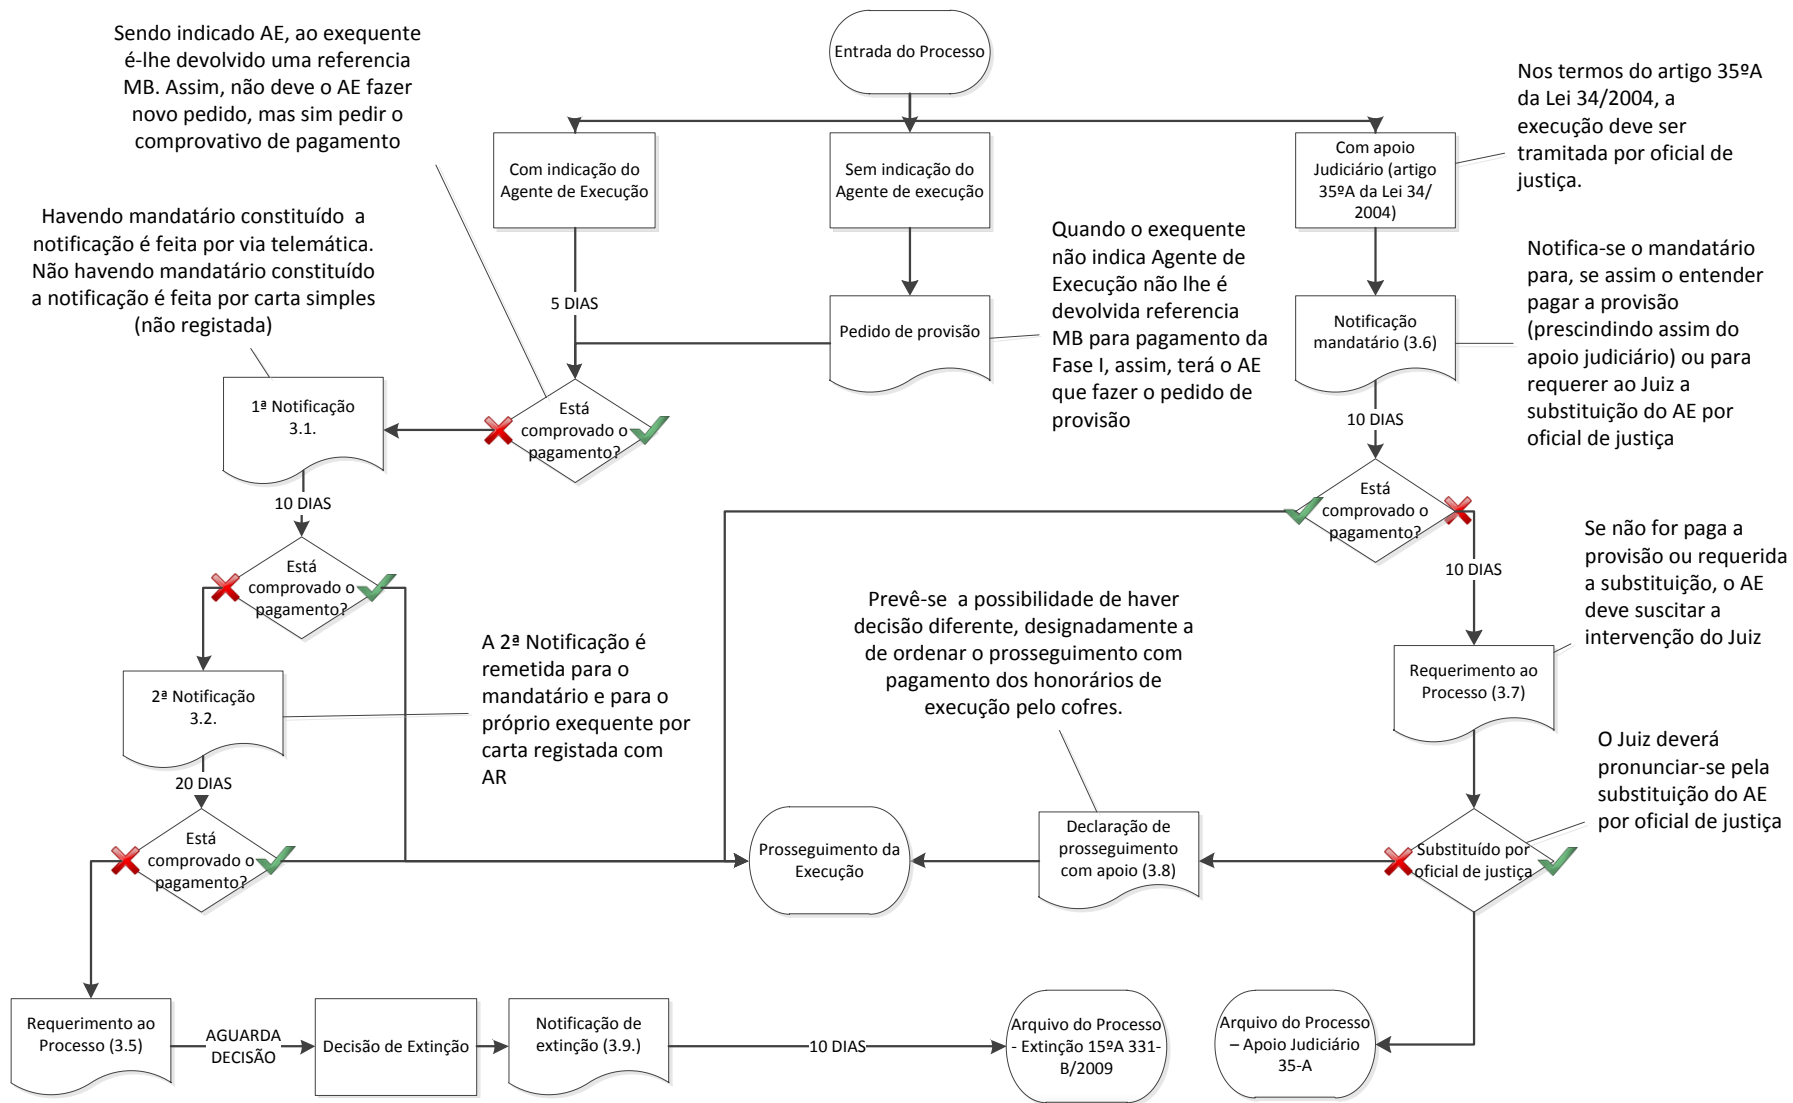 Sendo indicado AE, ao exequente
é-lhe devolvido uma referencia
MB. Assim, não deve o AE fazer
novo pedido, mas sim pedir o
comprovativo de pagamento
Entrada do Processo
Nos termos do artigo 35ºA
da Lei 34/2004, a
execução deve ser
tramitada por oficial de
justiça.
Com indicação do
Agente de Execução
Sem indicação do
Agente de execução
Com apoio
Judiciário (artigo
35ºA da Lei 34/
2004)
Havendo mandatário constituído  a
notificação é feita por via telemática.
Não havendo mandatário constituído
a notificação é feita por carta simples
(não registada)
5 DIAS
Pedido de provisão
Quando o exequente
não indica Agente de
Execução não lhe é
devolvida referencia
MB para pagamento da
Fase I, assim, terá o AE
que fazer o pedido de
provisão
Notificação
mandatário (3.6)
Notifica-se o mandatário
para, se assim o entender
pagar a provisão
(prescindindo assim do
apoio judiciário) ou para
requerer ao Juiz a
substituição do AE por
oficial de justiça
1ª Notificação
3.1.
Está
comprovado o
pagamento?
10 DIAS
10 DIAS
Está
comprovado o
pagamento?
Está
comprovado o
pagamento?
10 DIAS
Se não for paga a
provisão ou requerida
a substituição, o AE
deve suscitar a
intervenção do Juiz
2ª Notificação
3.2.
A 2ª Notificação é
remetida para o
mandatário e para o
próprio exequente por
carta registada com
AR
Prevê-se  a possibilidade de haver
decisão diferente, designadamente a
de ordenar o prosseguimento com
pagamento dos honorários de
execução pelo cofres.
Requerimento ao
Processo (3.7)
20 DIAS
O Juiz deverá
pronunciar-se pela
substituição do AE
por oficial de justiça
Está
comprovado o
pagamento?
Prosseguimento da
Execução
Declaração de
prosseguimento
com apoio (3.8)
Substituído por
oficial de justiça
Requerimento ao
Processo (3.5)
AGUARDA
DECISÃO
Decisão de Extinção
Notificação de
extinção (3.9.)
10 DIAS
Arquivo do Processo
- Extinção 15ºA 331-
B/2009
Arquivo do Processo
– Apoio Judiciário
35-A